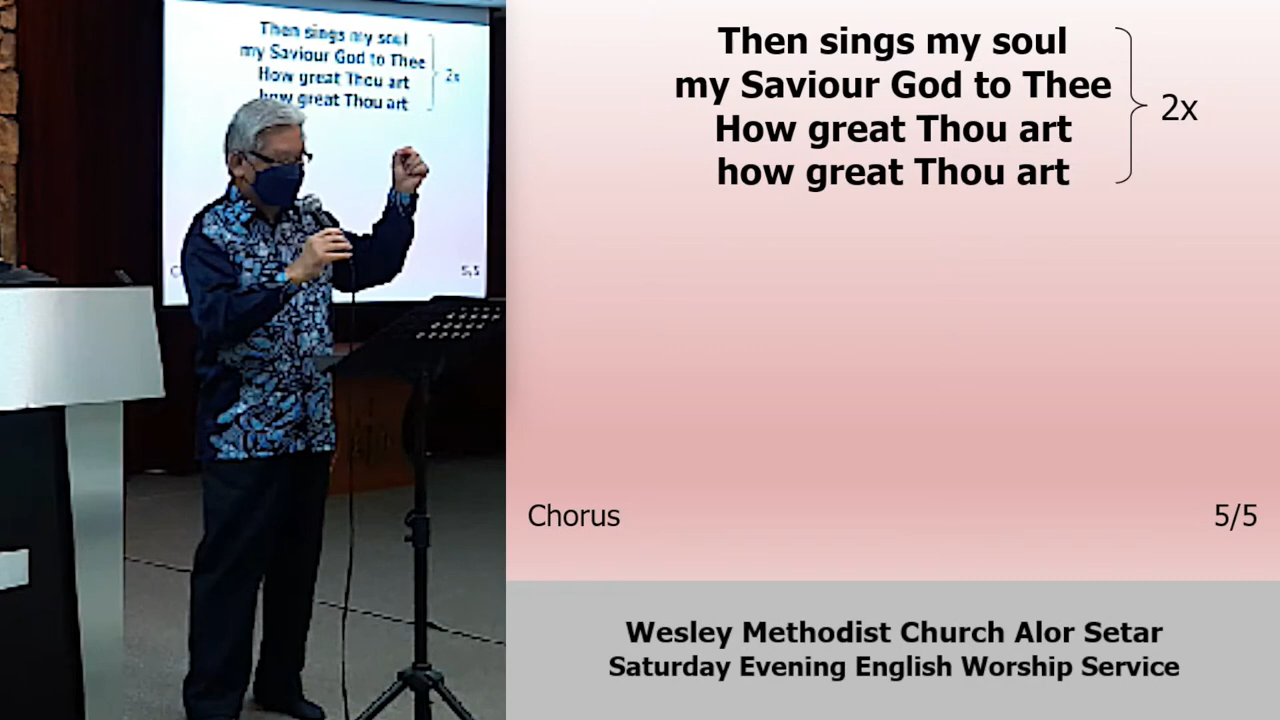 Then sings my soul
my Saviour God to Thee
How great Thou art
how great Thou art
2x
5/5
Then sings my soul
my Saviour God to Thee
How great Thou art
how great Thou art
2x
Chorus
5/5
Wesley Methodist Church Alor Setar
Saturday Evening English Worship Service